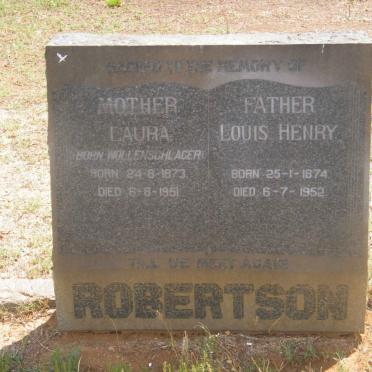 SACRED TO THE MEMORY OF
MOTHER
LAURA
(BORN WOLLENSCHLAGER)
BORN 24-8-1873
DIED 6-8-1951
FATHER
LOUIS HENRY
BORN 25-1-1874
DIED 6-7-1952
TILL WE MEET AGAIN
ROBERTSON